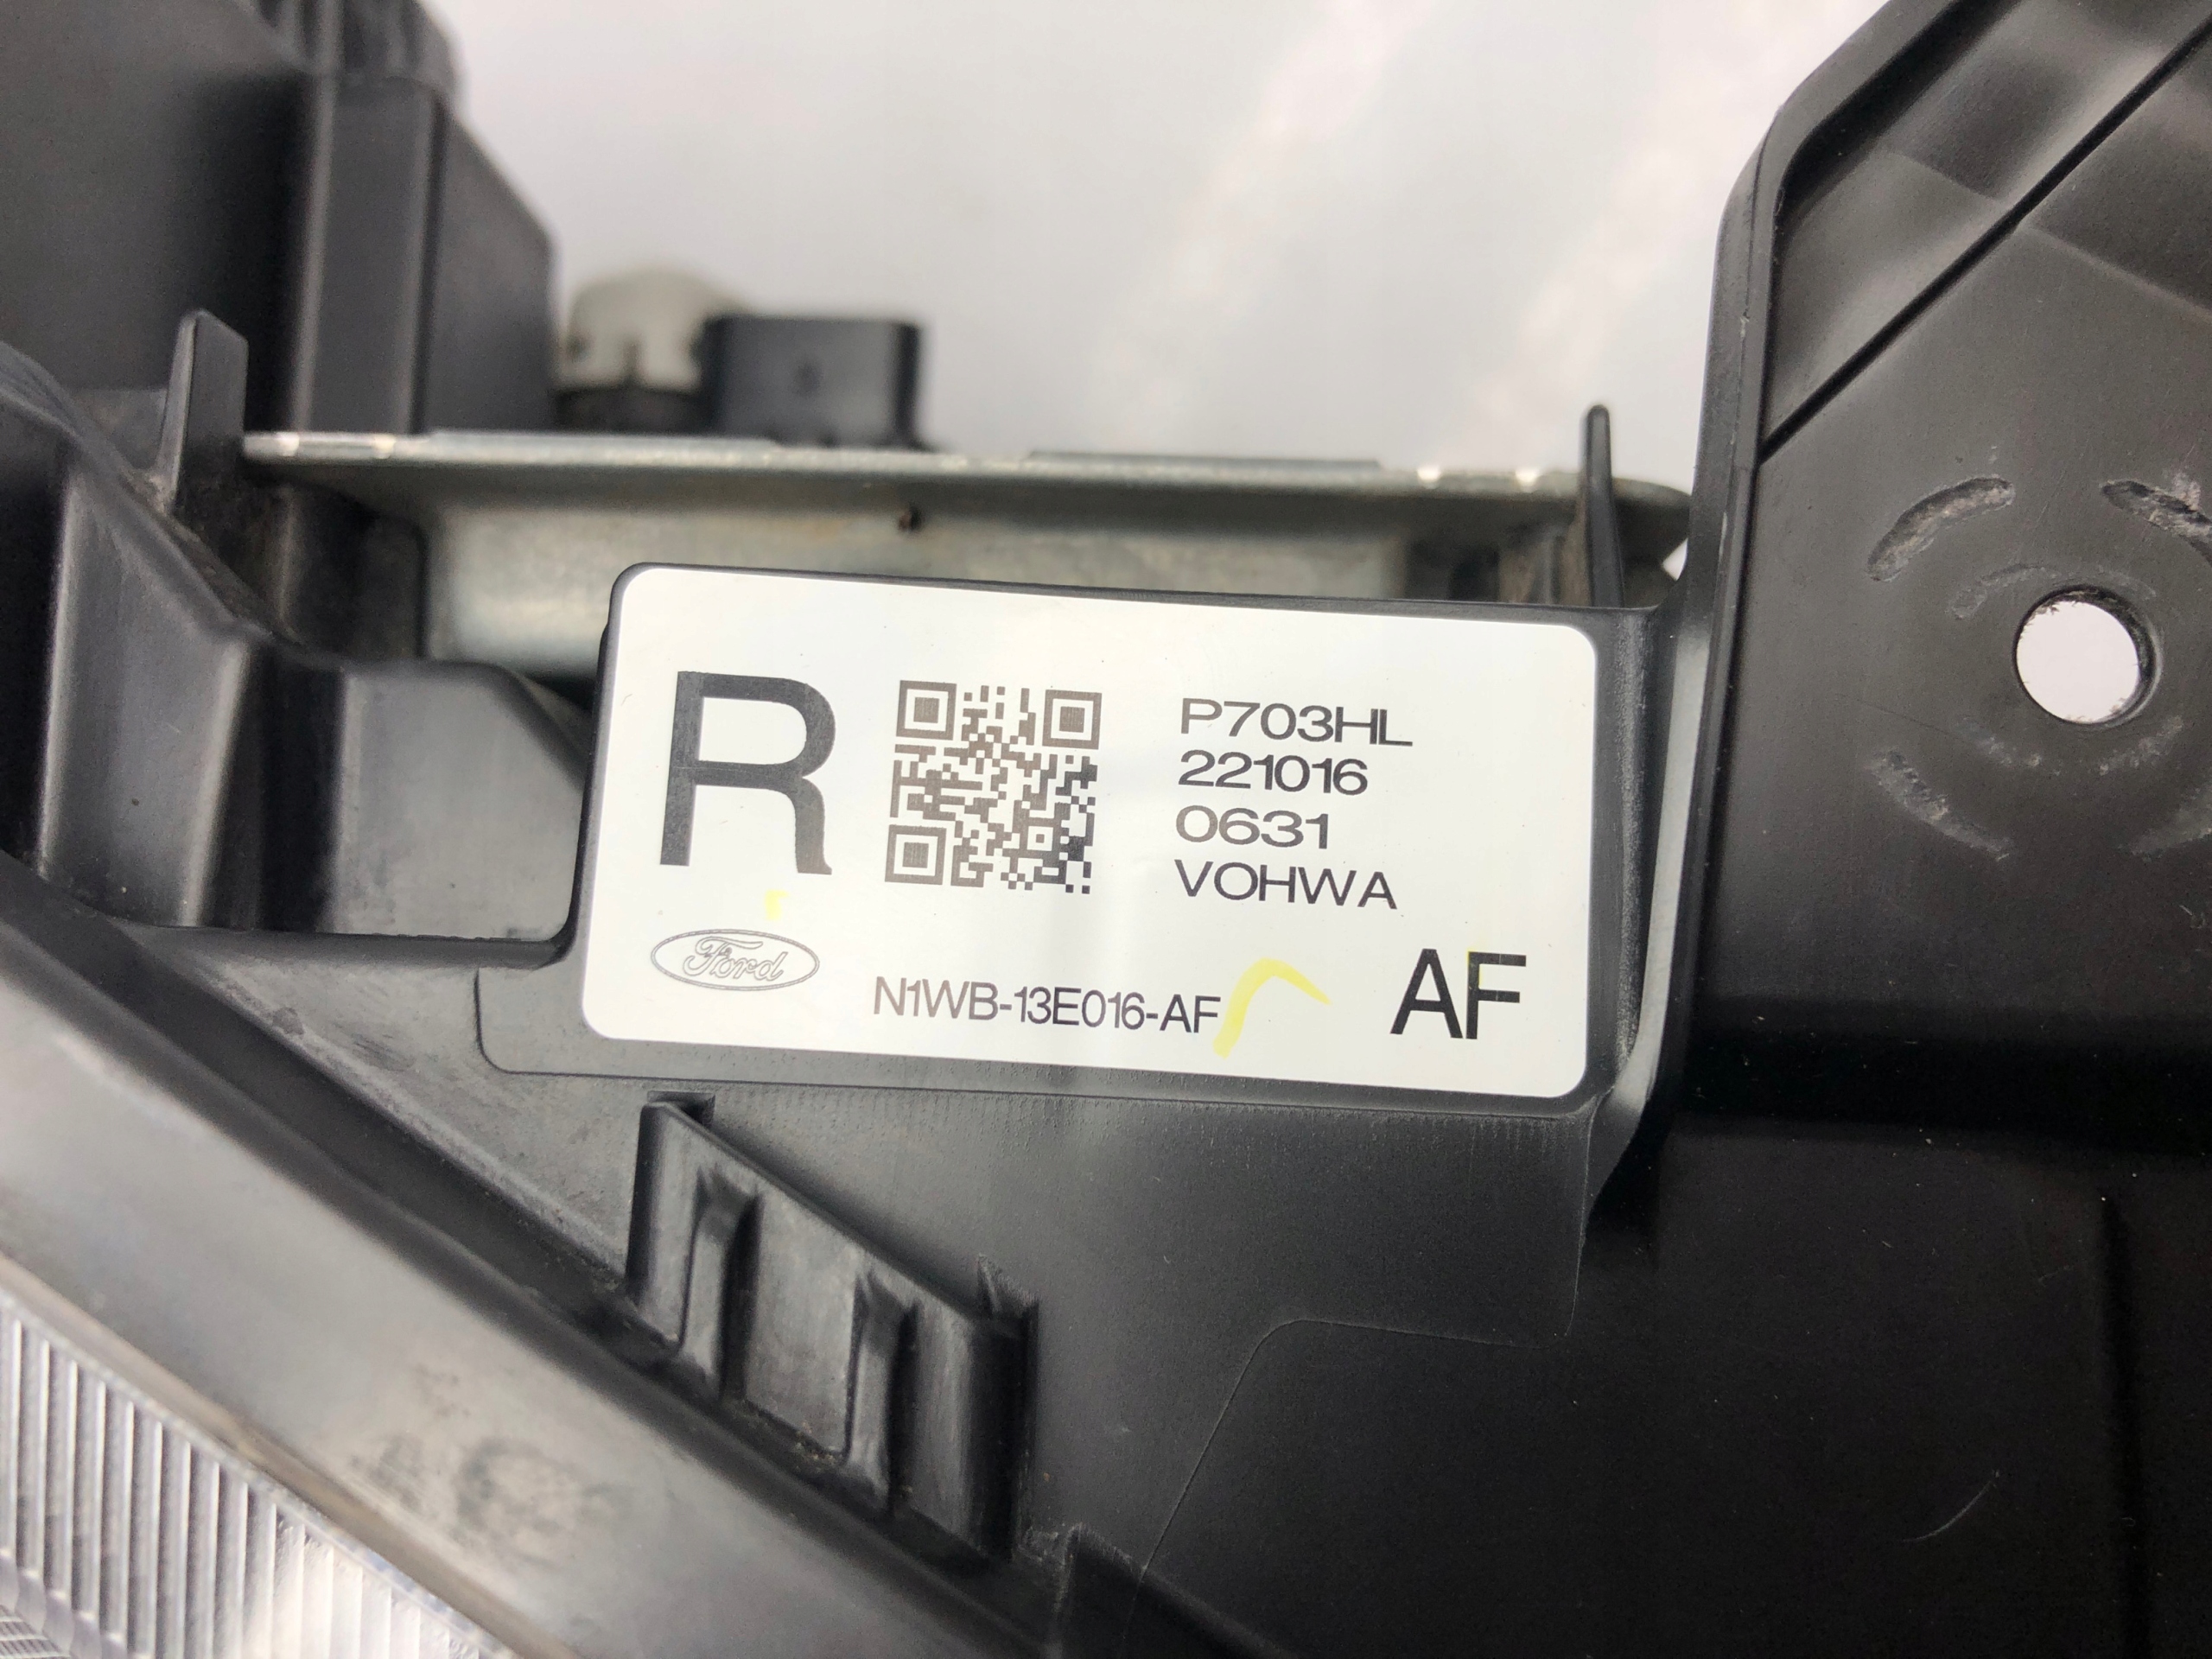 R
P703HL
221016
0631
VOHWA
Ford
N1WB-13E016-AF
AF